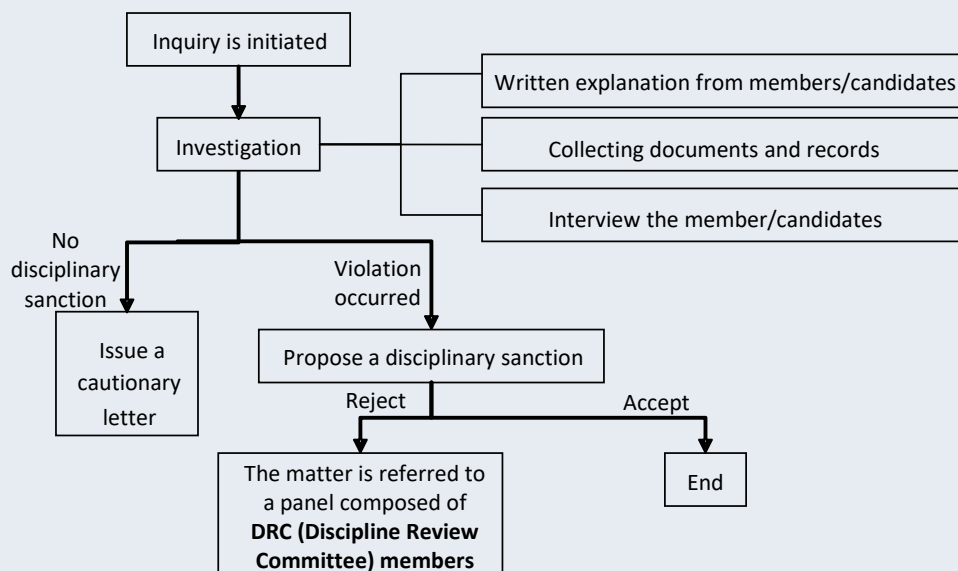 Inquiry is initiated
Written explanation from members/candidates
Investigation
Collecting documents and records
Interview the member/candidates
No
disciplinary
sanction
Violation
occurred
Issue a
cautionary
letter
Propose a disciplinary sanction
Reject
Accept
The matter is referred to
a panel composed of
DRC (Discipline Review
Committee) members
End